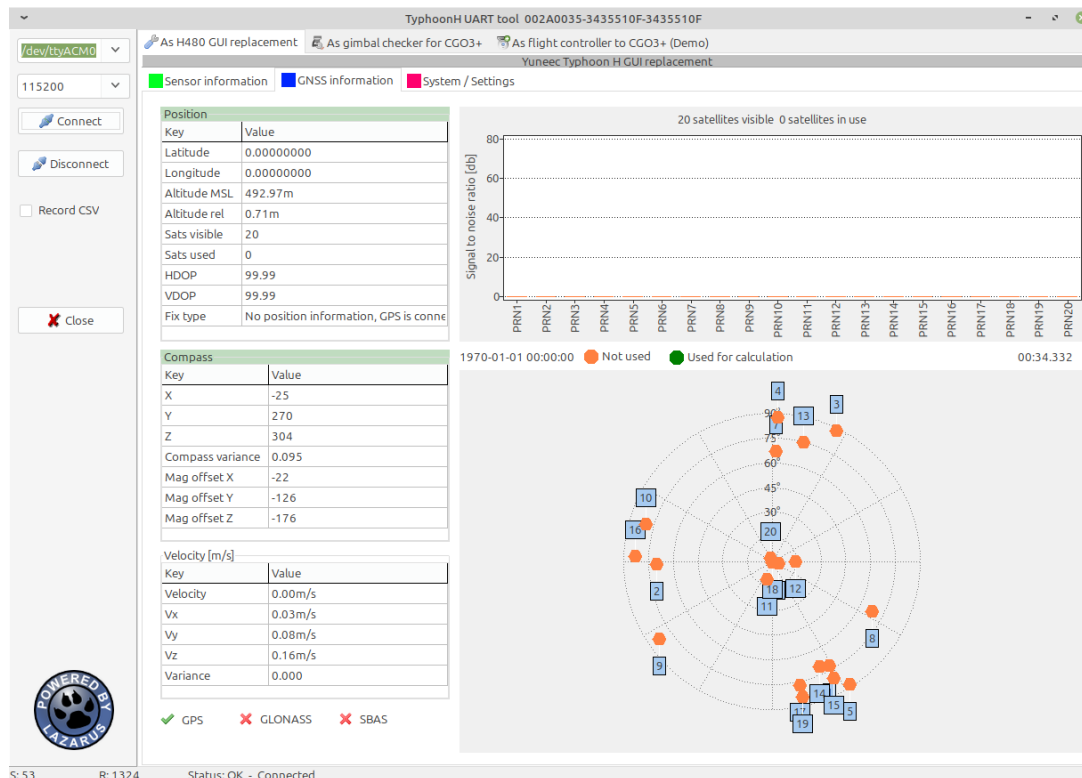 TyphoonH UART tool 002A0035-3435510F-3435510F
/dev/ttyACM0
115200
Connect
Disconnect
Record CSV
Close
POWERED BY
LAZARUS
As H480 GUI replacement
As gimbal checker for CGO3+
As flight controller to CGO3+ (Demo)
Yuneec Typhoon H GUI replacement
Sensor information
GNSS information
System / Settings
Position
Key Value
Latitude 0.00000000
Longitude 0.00000000
Altitude MSL 492.97m
Altitude rel 0.71m
Sats visible 20
Sats used 0
HDOP 99.99
VDOP 99.99
Fix type No position information, GPS is conne
Compass
Key Value
X -25
Y 270
Z 304
Compass variance 0.095
Mag offset X -22
Mag offset Y -126
Mag offset Z -176
Velocity [m/s]
Key Value
Velocity 0.00m/s
Vx 0.03m/s
Vy 0.08m/s
Vz 0.16m/s
Variance 0.000
GPS GLONASS SBAS
20 satellites visible 0 satellites in use
Signal to noise ratio [db]
80
60
40
20
0
PRN1 PRN2 PRN3 PRN4 PRN5 PRN6 PRN7 PRN8 PRN9 PRN10 PRN11 PRN12 PRN13 PRN14 PRN15 PRN16 PRN17 PRN18 PRN19 PRN20
1970-01-01 00:00:00 Not used Used for calculation 00:34.332
4
3
90°
13
7
75°
60°
45°
10
30°
16
20
2
18
12
11
8
9
14
15
5
17
19
S: 53 R: 1324 Status: OK - Connected